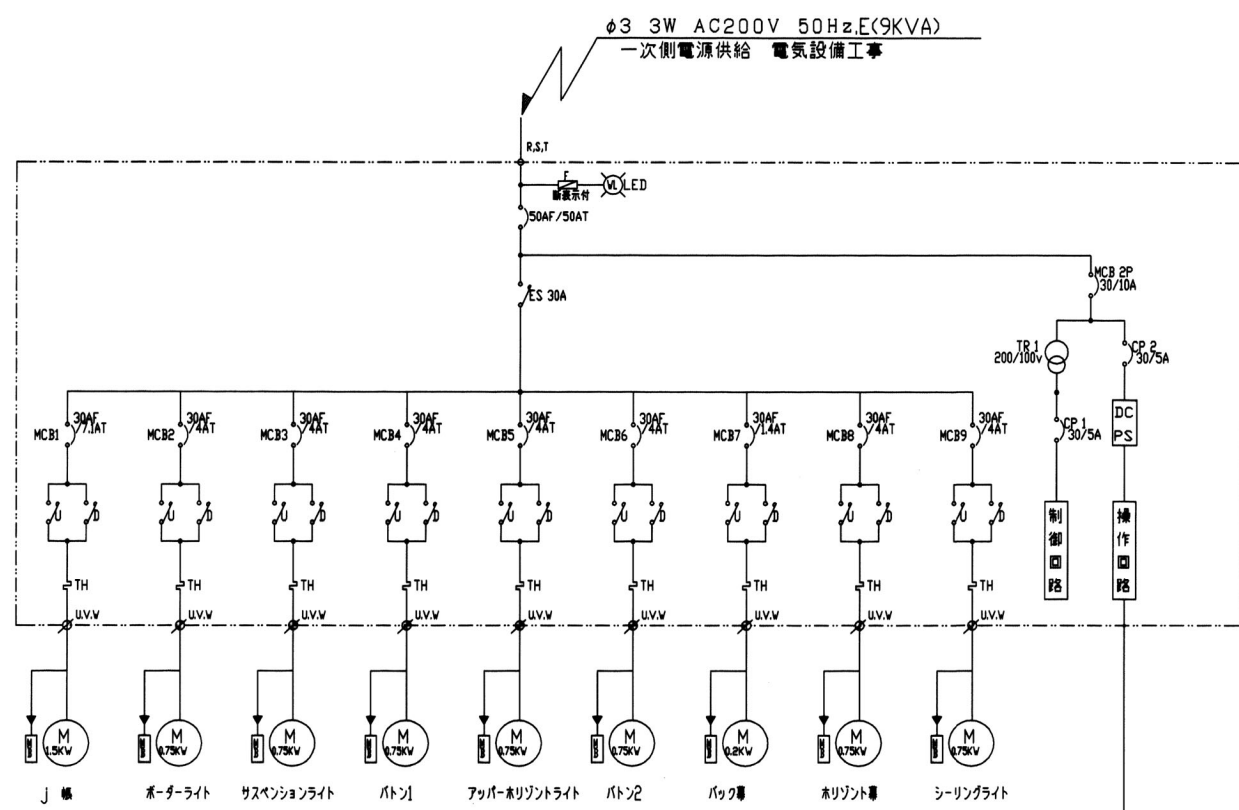 φ3 3W AC200V 50Hz,E(9KVA)
一次側電源供給 電気設備工事
R,S,T
F
断表示付
WL
LED
50AF/50AT
ES 30A
MCB 2P
30/10A
TR.1
200/100v
CP 2
30/5A
CP 1
30/5A
DC
PS
制御回路
操作回路
MCB1 30AF/7.1AT
MCB2 30AF/4AT
MCB3 30AF/4AT
MCB4 30AF/4AT
MCB5 30AF/4AT
MCB6 30AF/4AT
MCB7 30AF/1.4AT
MCB8 30AF/4AT
MCB9 30AF/4AT
U D U D U D U D U D U D U D U D U D
TH TH TH TH TH TH TH TH TH
U.V.W U.V.W U.V.W U.V.W U.V.W U.V.W U.V.W U.V.W U.V.W
M M M M M M M M M
1.5KW 0.75KW 0.75KW 0.75KW 0.75KW 0.75KW 0.2KW 0.75KW 0.75KW
j ボーダーライト サスペンションライト バトン1 アッパーホリゾントライト バトン2 バック幕 ホリゾント幕 シーリングライト